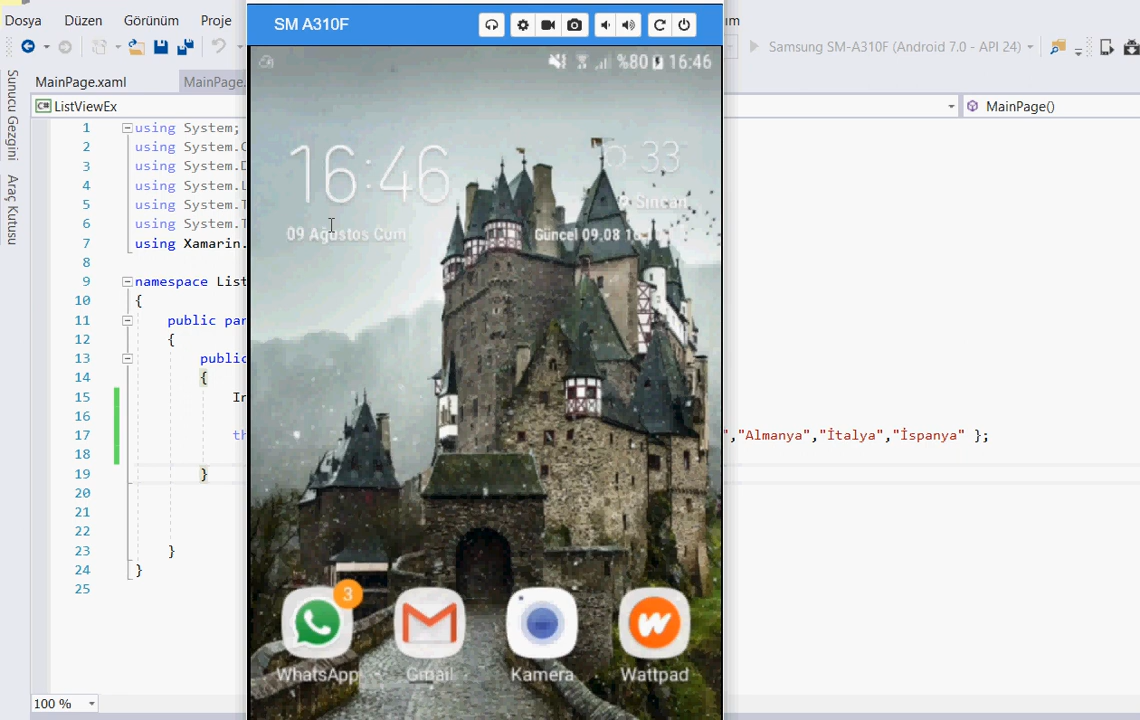 Dosya Düzen Görünüm Proje
SM A310F
Samsung SM-A310F (Android 7.0 - API 24)
MainPage.xaml MainPage.
ListViewEx
MainPage()
Sunucu Gezgini
Araç Kutusu
%80 16:46
16:46
33
Sincan
09 Ağustos Cum
Güncel 09.08
1 using System;
2 using System.C
3 using System.D
4 using System.L
5 using System.T
6 using System.T
7 using Xamarin.
8
9 namespace List
10 {
11 public par
12 {
13 public
14 {
15 In
16
17 th ","Almanya","İtalya","İspanya" };
18
19 }
20
21
22
23 }
24 }
25
3
WhatsApp Gmail Kamera Wattpad
100 %